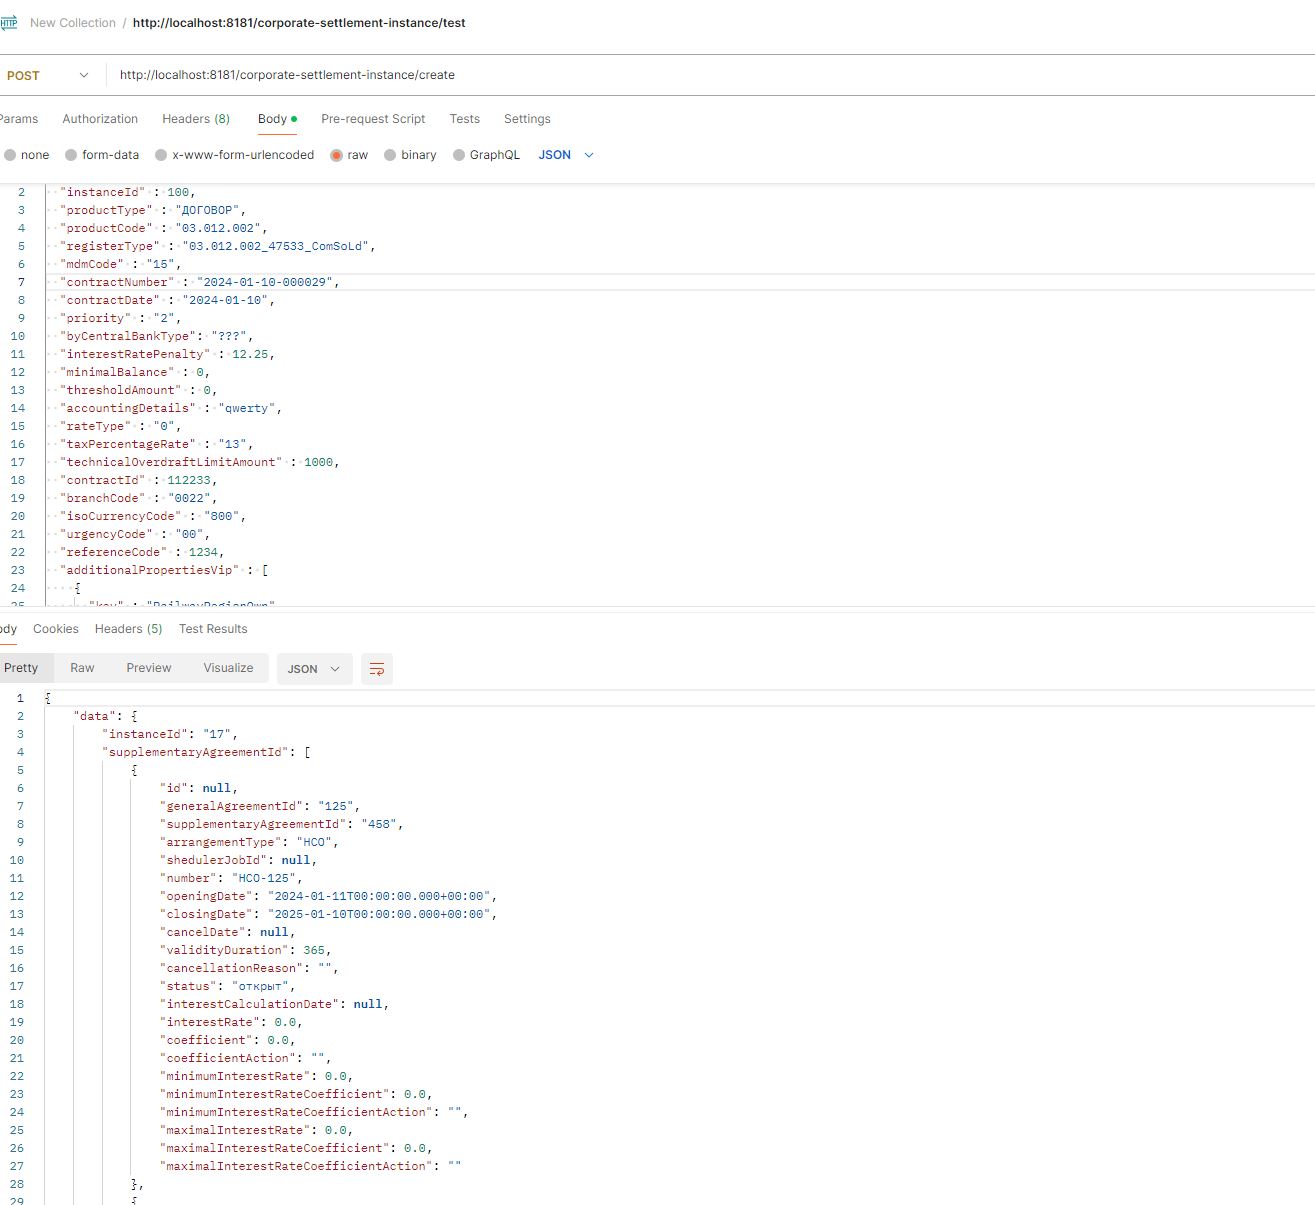 HTTP New Collection / http://localhost:8181/corporate-settlement-instance/test
POST http://localhost:8181/corporate-settlement-instance/create
Params Authorization Headers (8) Body Pre-request Script Tests Settings
none form-data x-www-form-urlencoded raw binary GraphQL JSON
2 "instanceId" : 100,
3 "productType" : "ДОГОВОР",
4 "productCode" : "03.012.002",
5 "registerType" : "03.012.002_47533_ComSoLd",
6 "mdmCode" : "15",
7 "contractNumber" : "2024-01-10-000029",
8 "contractDate" : "2024-01-10",
9 "priority" : "2",
10 "byCentralBankType": "???",
11 "interestRatePenalty" : 12.25,
12 "minimalBalance" : 0,
13 "thresholdAmount" : 0,
14 "accountingDetails" : "qwerty",
15 "rateType" : "0",
16 "taxPercentageRate" : "13",
17 "technicalOverdraftLimitAmount" : 1000,
18 "contractId" : 112233,
19 "branchCode" : "0022",
20 "isoCurrencyCode" : "800",
21 "urgencyCode" : "00",
22 "referenceCode" : 1234,
23 "additionalPropertiesVip" : [
24 {
25 "key" : "RailwayRegionOwn"
ody Cookies Headers (5) Test Results
Pretty Raw Preview Visualize JSON
1 {
2 "data": {
3 "instanceId": "17",
4 "supplementaryAgreementId": [
5 {
6 "id": null,
7 "generalAgreementId": "125",
8 "supplementaryAgreementId": "458",
9 "arrangementType": "НСО",
10 "shedulerJobId": null,
11 "number": "НСО-125",
12 "openingDate": "2024-01-11T00:00:00.000+00:00",
13 "closingDate": "2025-01-10T00:00:00.000+00:00",
14 "cancelDate": null,
15 "validityDuration": 365,
16 "cancellationReason": "",
17 "status": "открыт",
18 "interestCalculationDate": null,
19 "interestRate": 0.0,
20 "coefficient": 0.0,
21 "coefficientAction": "",
22 "minimumInterestRate": 0.0,
23 "minimumInterestRateCoefficient": 0.0,
24 "minimumInterestRateCoefficientAction": "",
25 "maximalInterestRate": 0.0,
26 "maximalInterestRateCoefficient": 0.0,
27 "maximalInterestRateCoefficientAction": ""
28 },
29 {